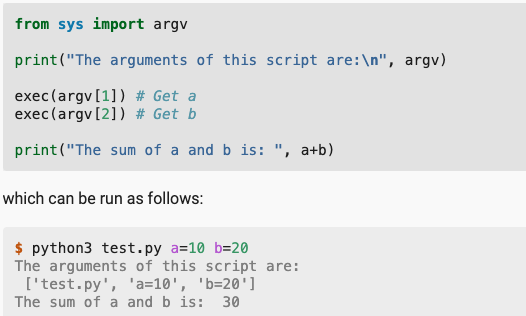 from sys import argv
print("The arguments of this script are:\n", argv)
exec(argv[1]) # Get a
exec(argv[2]) # Get b
print("The sum of a and b is: ", a+b)
which can be run as follows:
$ python3 test.py a=10 b=20
The arguments of this script are:
 ['test.py', 'a=10', 'b=20']
The sum of a and b is:  30